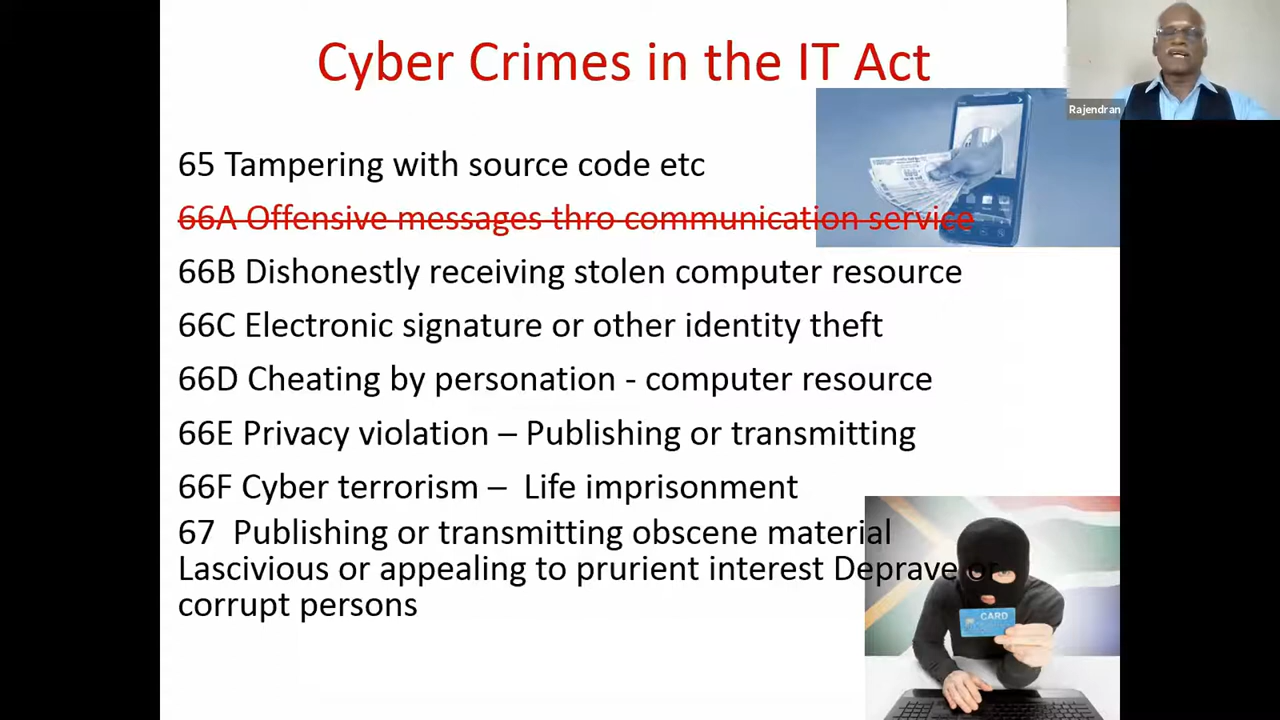 Cyber Crimes in the IT Act
Rajendran
65 Tampering with source code etc
66A Offensive messages thro communication service
66B Dishonestly receiving stolen computer resource
66C Electronic signature or other identity theft
66D Cheating by personation - computer resource
66E Privacy violation – Publishing or transmitting
66F Cyber terrorism – Life imprisonment
67 Publishing or transmitting obscene material
Lascivious or appealing to prurient interest Deprave or
corrupt persons
CARD